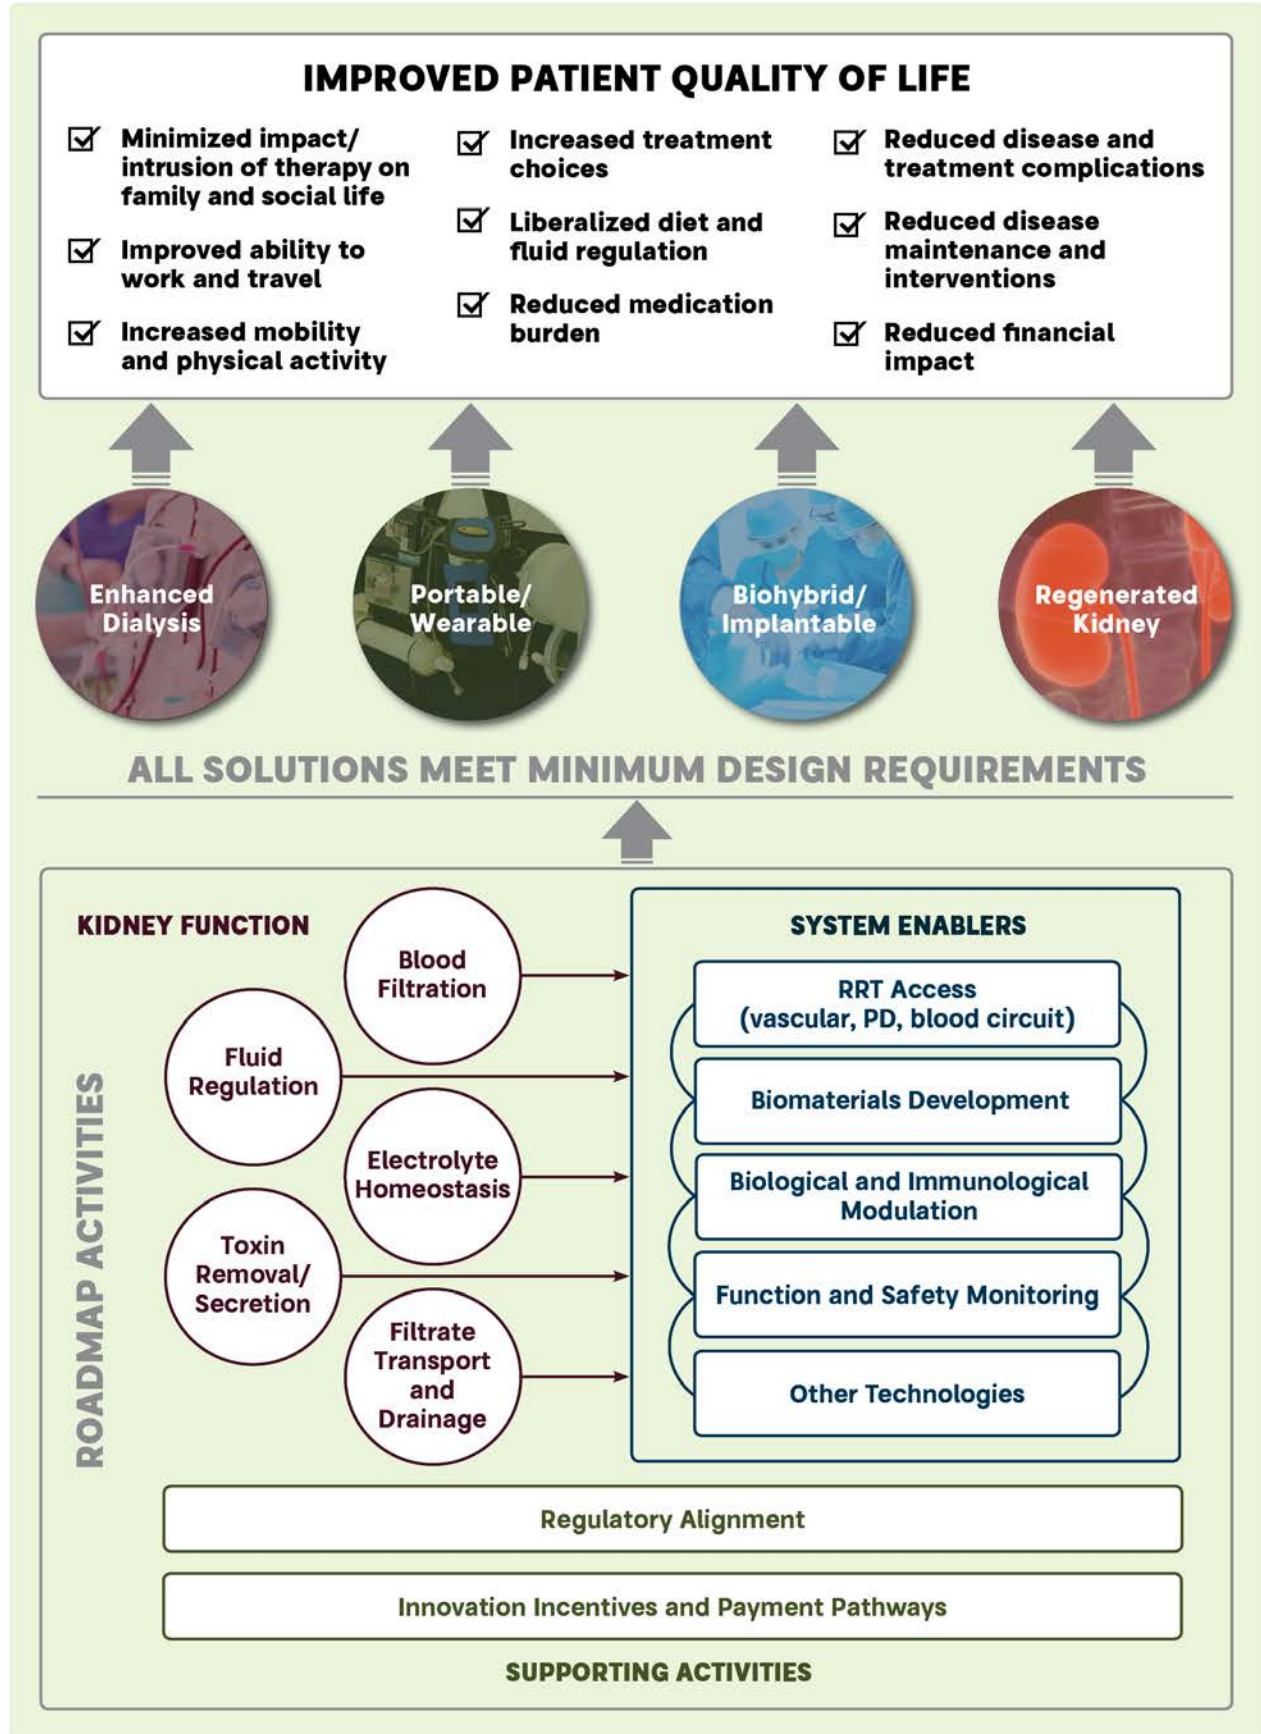 IMPROVED PATIENT QUALITY OF LIFE
Minimized impact/
intrusion of therapy on
family and social life
Improved ability to
work and travel
Increased mobility
and physical activity
Increased treatment
choices
Liberalized diet and
fluid regulation
Reduced medication
burden
Reduced disease and
treatment complications
Reduced disease
maintenance and
interventions
Reduced financial
impact
Enhanced
Dialysis
Portable/
Wearable
Biohybrid/
Implantable
Regenerated
Kidney
ALL SOLUTIONS MEET MINIMUM DESIGN REQUIREMENTS
ROADMAP ACTIVITIES
KIDNEY FUNCTION
Blood
Filtration
Fluid
Regulation
Electrolyte
Homeostasis
Toxin
Removal/
Secretion
Filtrate
Transport
and
Drainage
SYSTEM ENABLERS
RRT Access
(vascular, PD, blood circuit)
Biomaterials Development
Biological and Immunological
Modulation
Function and Safety Monitoring
Other Technologies
Regulatory Alignment
Innovation Incentives and Payment Pathways
SUPPORTING ACTIVITIES